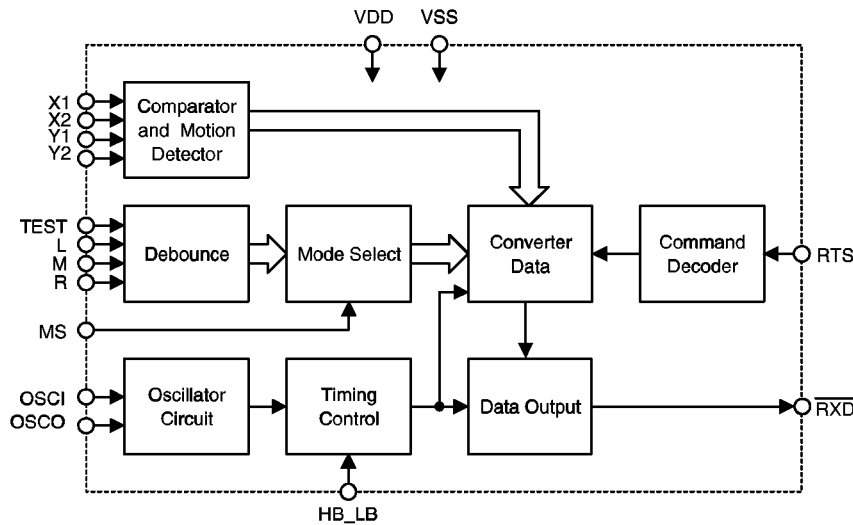 VDD VSS
X1
X2
Y1
Y2
Comparator
and Motion
Detector
TEST
L
M
R
Debounce
Mode Select
Converter
Data
Command
Decoder
RTS
MS
OSCI
OSCO
Oscillator
Circuit
Timing
Control
Data Output
RXD
HB_LB